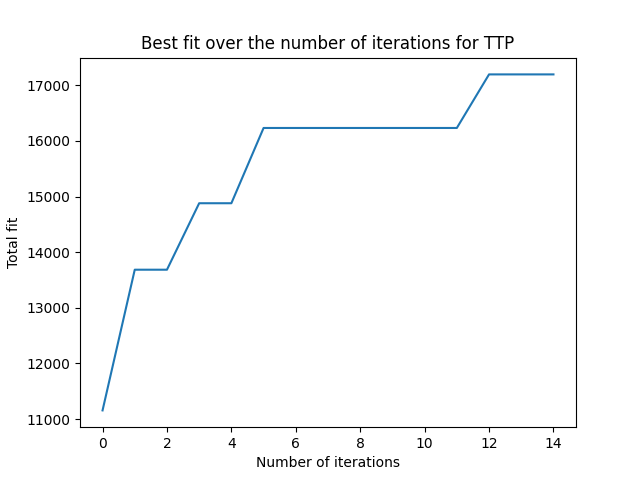 Best fit over the number of iterations for TTP
17000
16000
15000
14000
13000
12000
11000
Total fit
0 2 4 6 8 10 12 14
Number of iterations